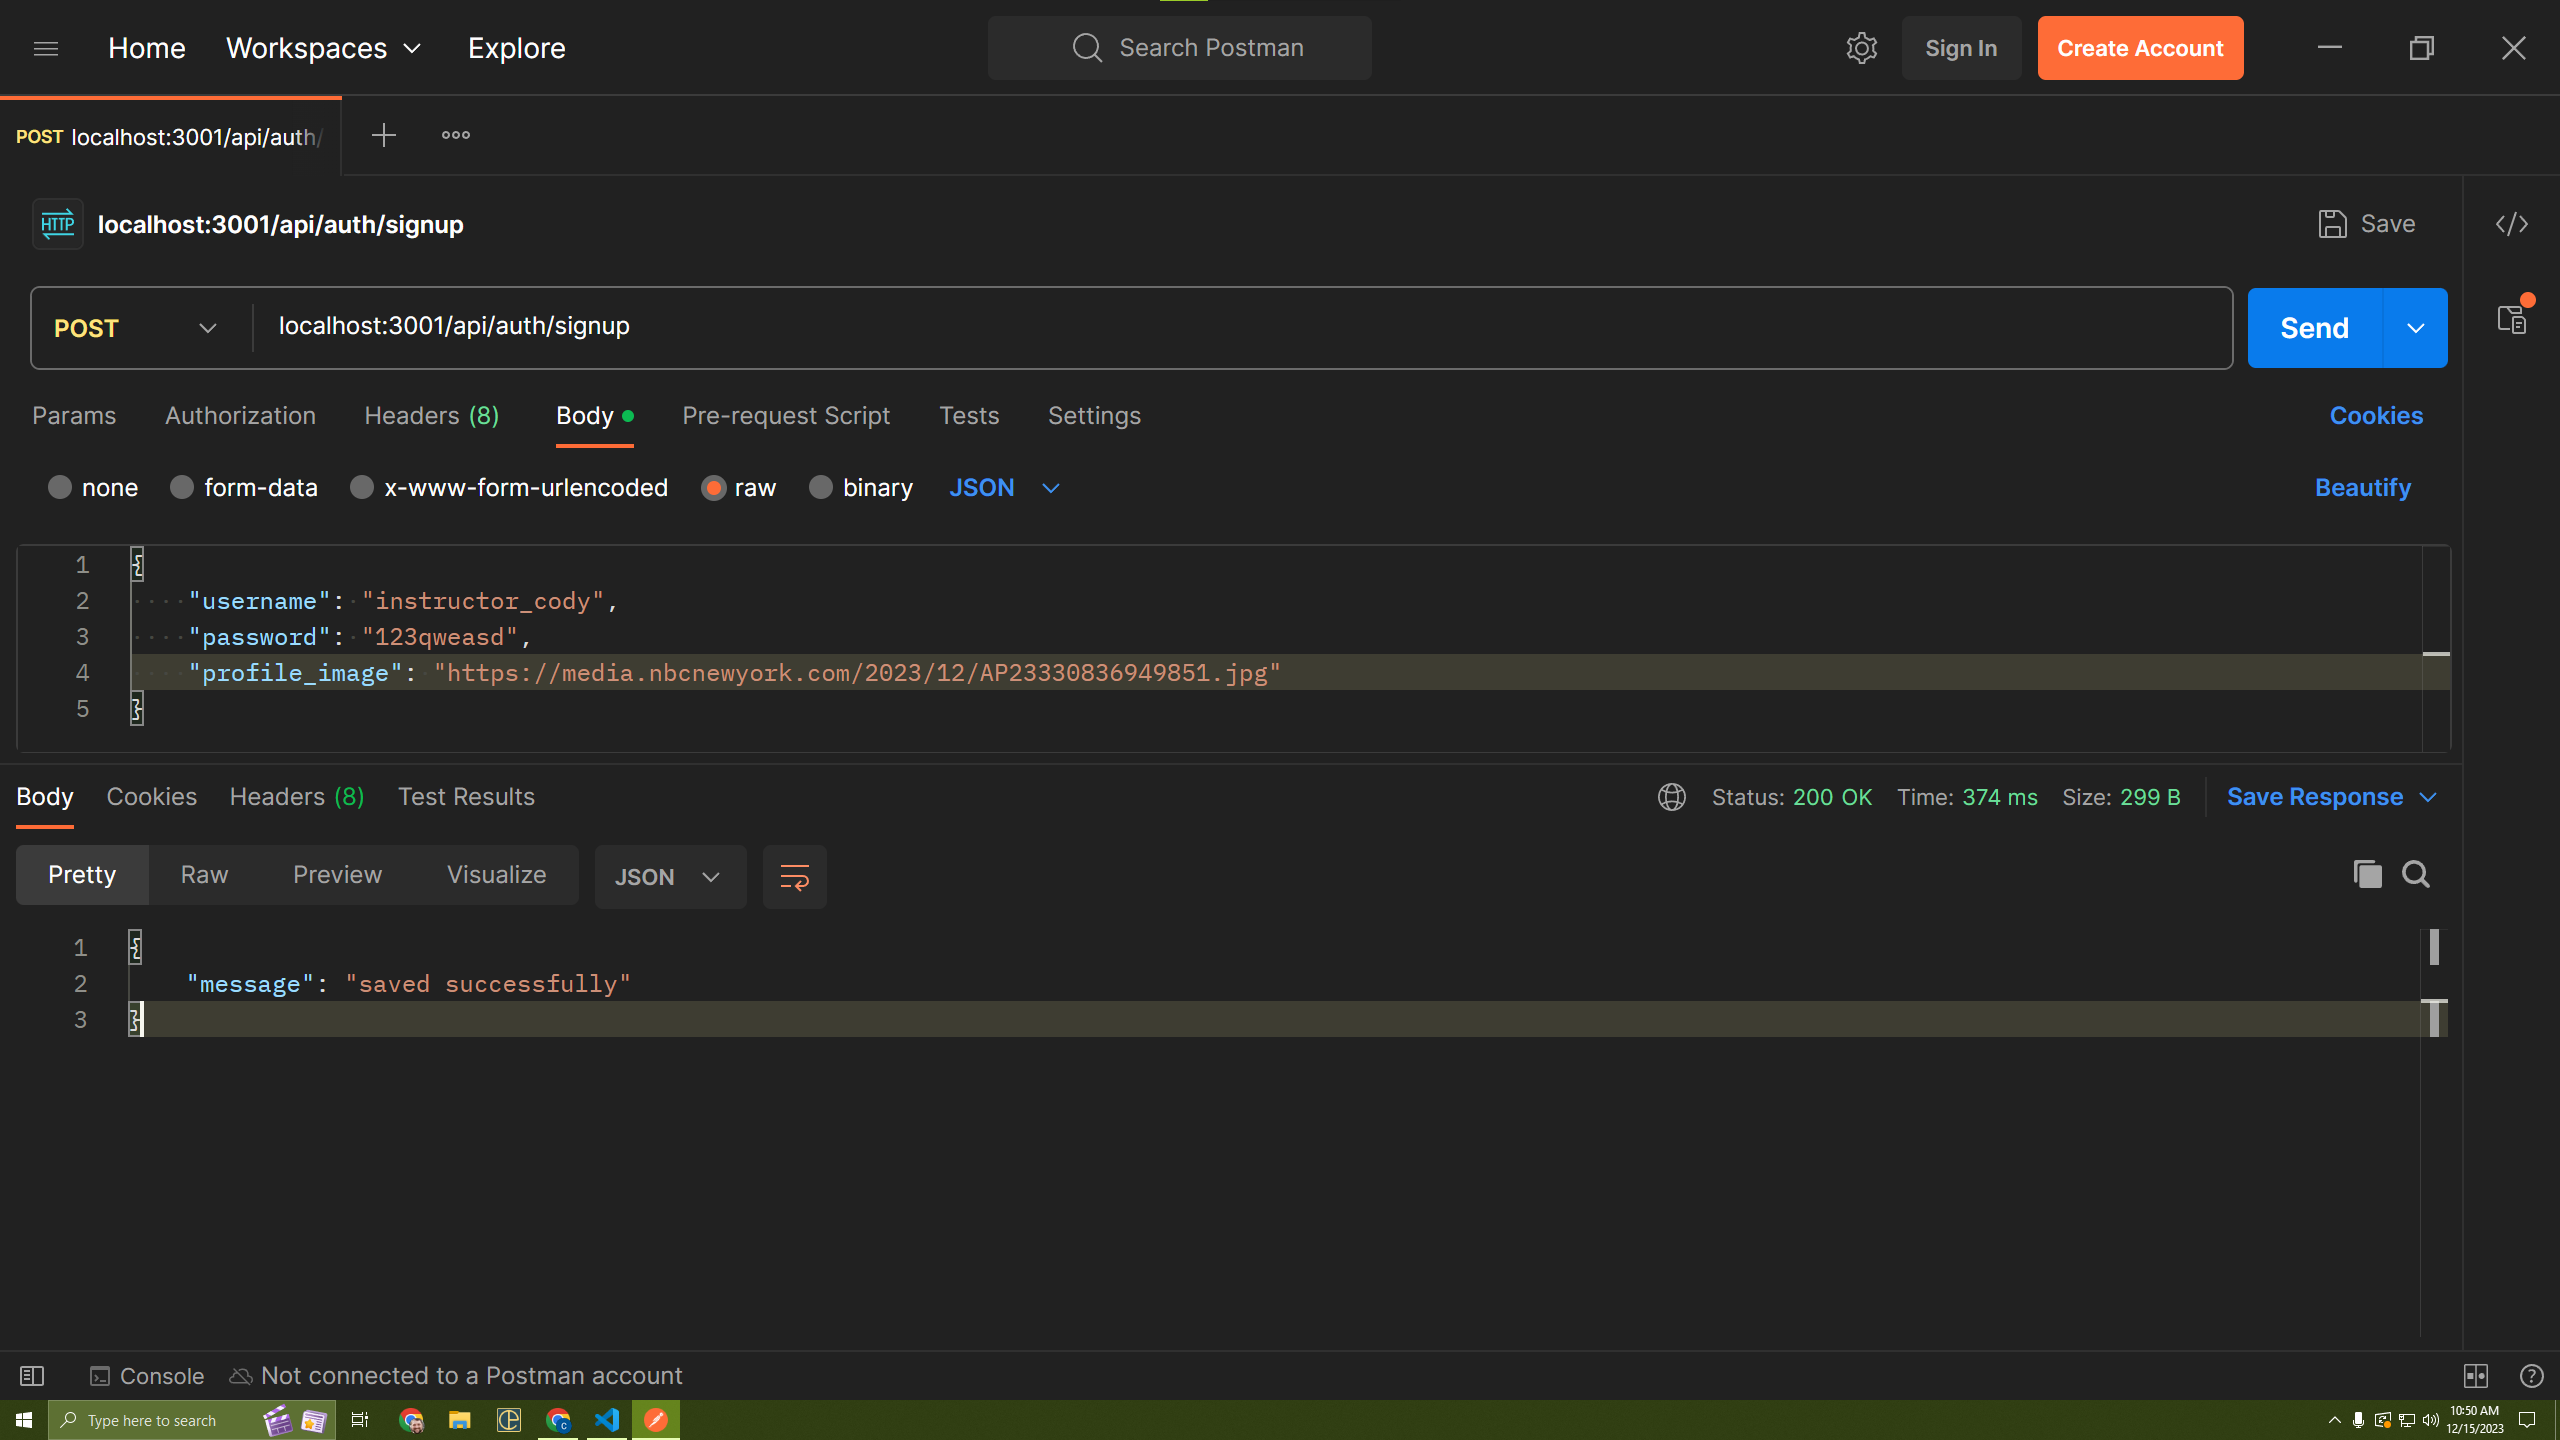 Home Workspaces Explore Search Postman Sign In Create Account
POST localhost:3001/api/auth/
HTTP localhost:3001/api/auth/signup Save
POST localhost:3001/api/auth/signup Send
Params Authorization Headers (8) Body Pre-request Script Tests Settings Cookies
none form-data x-www-form-urlencoded raw binary JSON Beautify
1 {
2 "username": "instructor_cody",
3 "password": "123qweasd",
4 "profile_image": "https://media.nbcnewyork.com/2023/12/AP23330836949851.jpg"
5 }
Body Cookies Headers (8) Test Results Status: 200 OK Time: 374 ms Size: 299 B Save Response
Pretty Raw Preview Visualize JSON
1 {
2 "message": "saved successfully"
3 }
Console Not connected to a Postman account
Type here to search 10:50 AM
12/15/2023